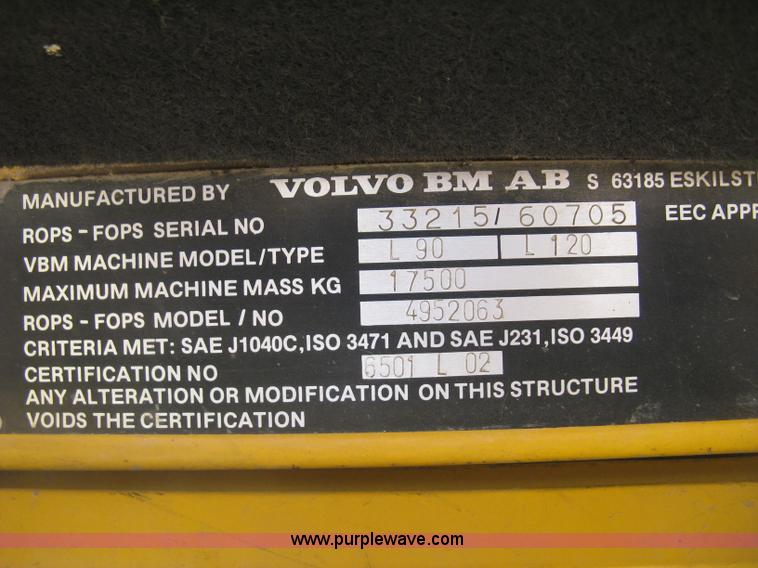 MANUFACTURED BY VOLVO BM AB S 63185 ESKILST
ROPS - FOPS SERIAL NO 33215/60705 EEC APPR
VBM MACHINE MODEL/TYPE L 90 L 120
MAXIMUM MACHINE MASS KG 17500
ROPS - FOPS MODEL / NO 4952063
CRITERIA MET: SAE J1040C, ISO 3471 AND SAE J231, ISO 3449
CERTIFICATION NO 6501 L 02
ANY ALTERATION OR MODIFICATION ON THIS STRUCTURE
VOIDS THE CERTIFICATION
www.purplewave.com